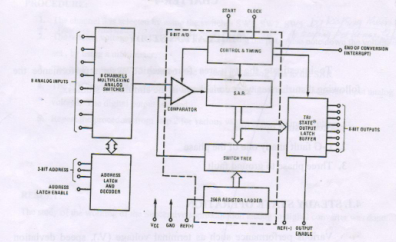 START
CLOCK
8-BIT A/D
CONTROL & TIMING
END OF CONVERSION
(INTERRUPT)
8 ANALOG INPUTS
8 CHANNELS
MULTIPLEXING
ANALOG
SWITCHES
COMPARATOR
S.A.R.
TRI
STATE
OUTPUT
LATCH
BUFFER
8-BIT OUTPUTS
SWITCH TREE
3-BIT ADDRESS
ADDRESS
LATCH ENABLE
ADDRESS
LATCH
AND
DECODER
256R RESISTOR LADDER
VCC
GND
REF(+)
REF(-)
OUTPUT
ENABLE